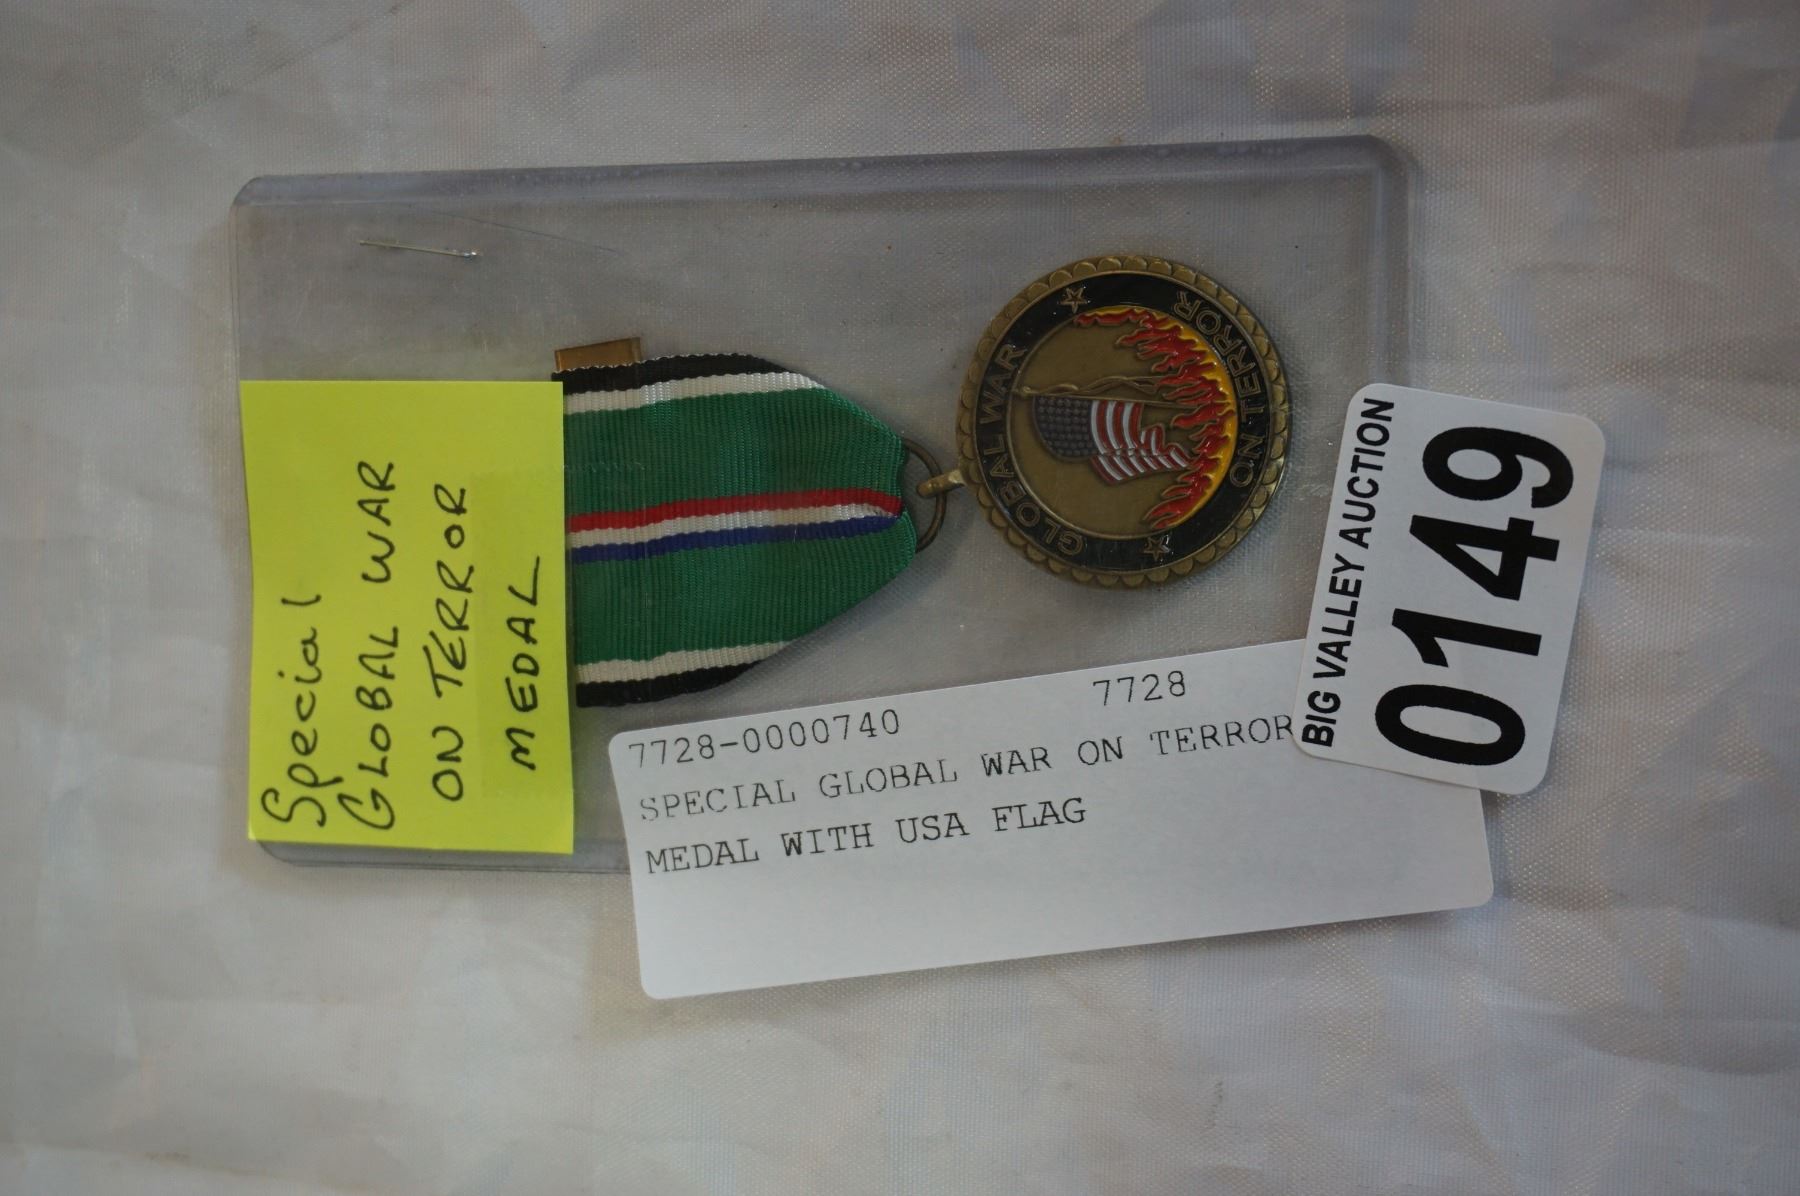 Special
GLOBAL WAR
ON TERROR
MEDAL
GLOBAL WAR
ON TERROR
7728-0000740 7728
SPECIAL GLOBAL WAR ON TERROR
MEDAL WITH USA FLAG
BIG VALLEY AUCTION
0149